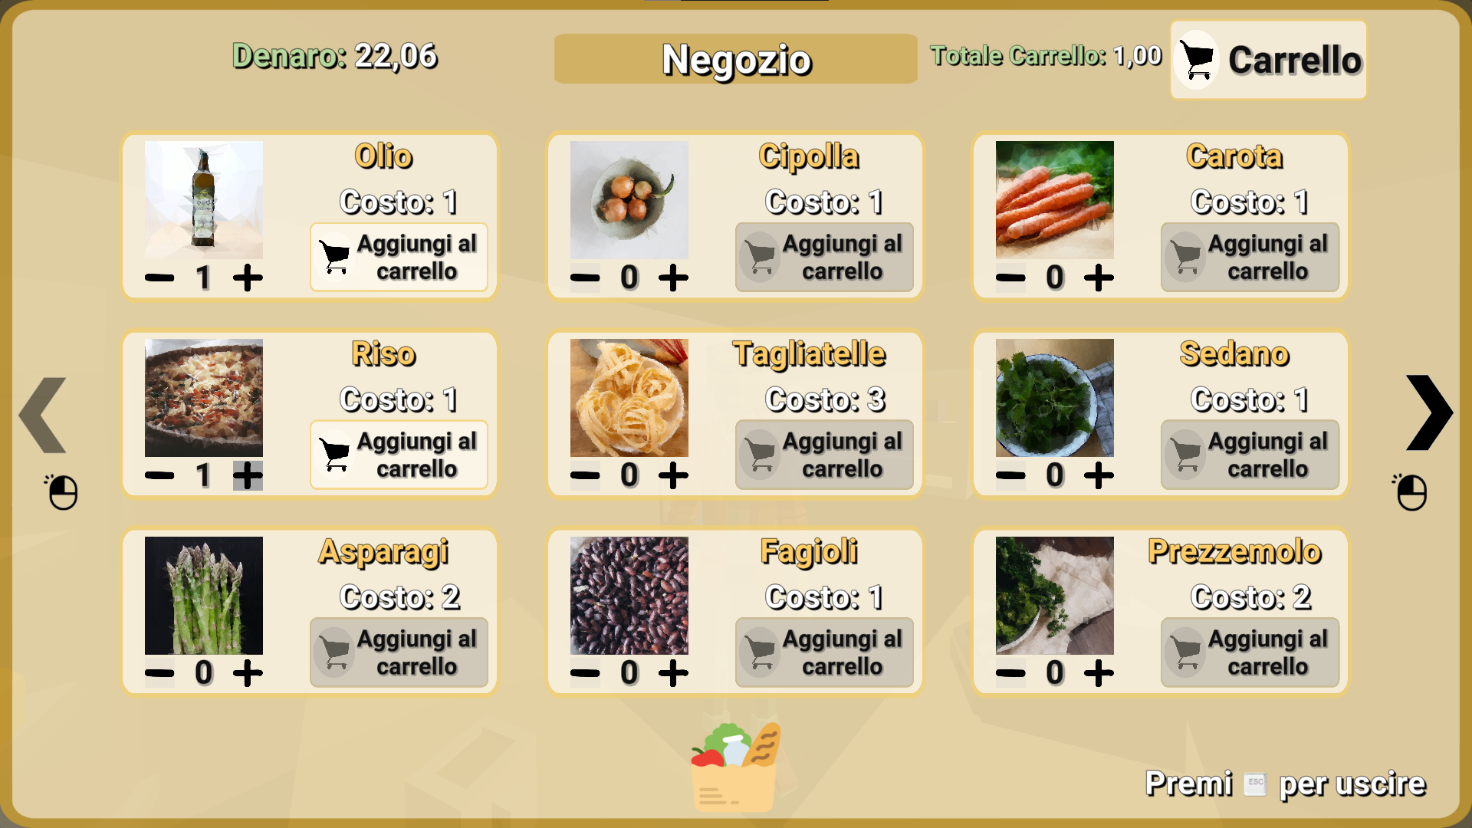 Denaro: 22,06
Negozio
Totale Carrello: 1,00
Carrello
Olio
Costo: 1
Aggiungi al
carrello
1
Cipolla
Costo: 1
Aggiungi al
carrello
0
Carota
Costo: 1
Aggiungi al
carrello
0
Riso
Costo: 1
Aggiungi al
carrello
1
Tagliatelle
Costo: 3
Aggiungi al
carrello
0
Sedano
Costo: 1
Aggiungi al
carrello
0
Asparagi
Costo: 2
Aggiungi al
carrello
0
Fagioli
Costo: 1
Aggiungi al
carrello
0
Prezzemolo
Costo: 2
Aggiungi al
carrello
0
Premi ESC per uscire